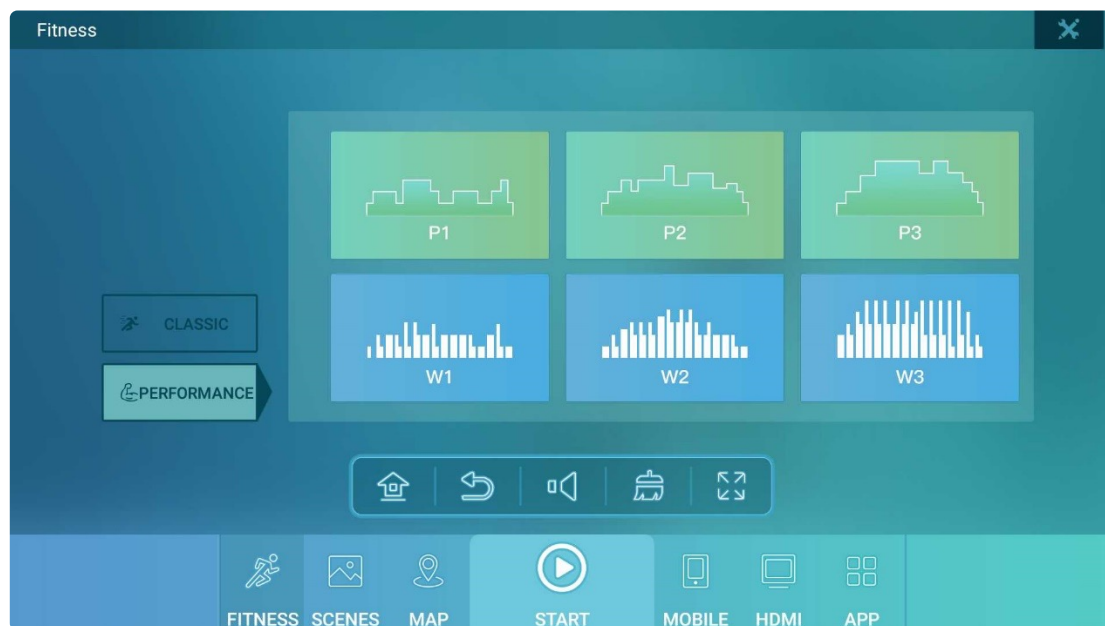 Fitness
P1
P2
P3
CLASSIC
W1
W2
W3
PERFORMANCE
FITNESS
SCENES
MAP
START
MOBILE
HDMI
APP